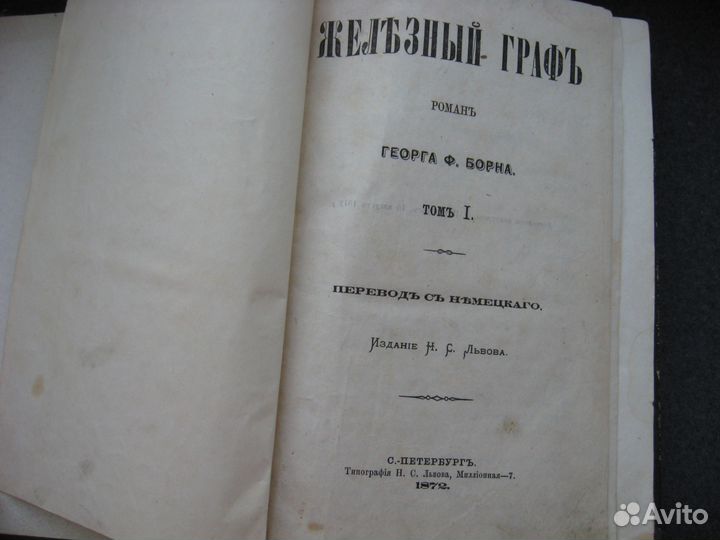 ЖЕЛѢЗНЫЙ ГРАФЪ
РОМАНЪ
ГЕОРГА Ф. БОРНА.
ТОМЪ I.
ПЕРЕВОДЪ СЪ НѢМЕЦКАГО.
Изданіе Н. С. Львова.
С.-ПЕТЕРБУРГЪ.
Типографія Н. С. Львова, Милліонная—7.
1872.
Avito